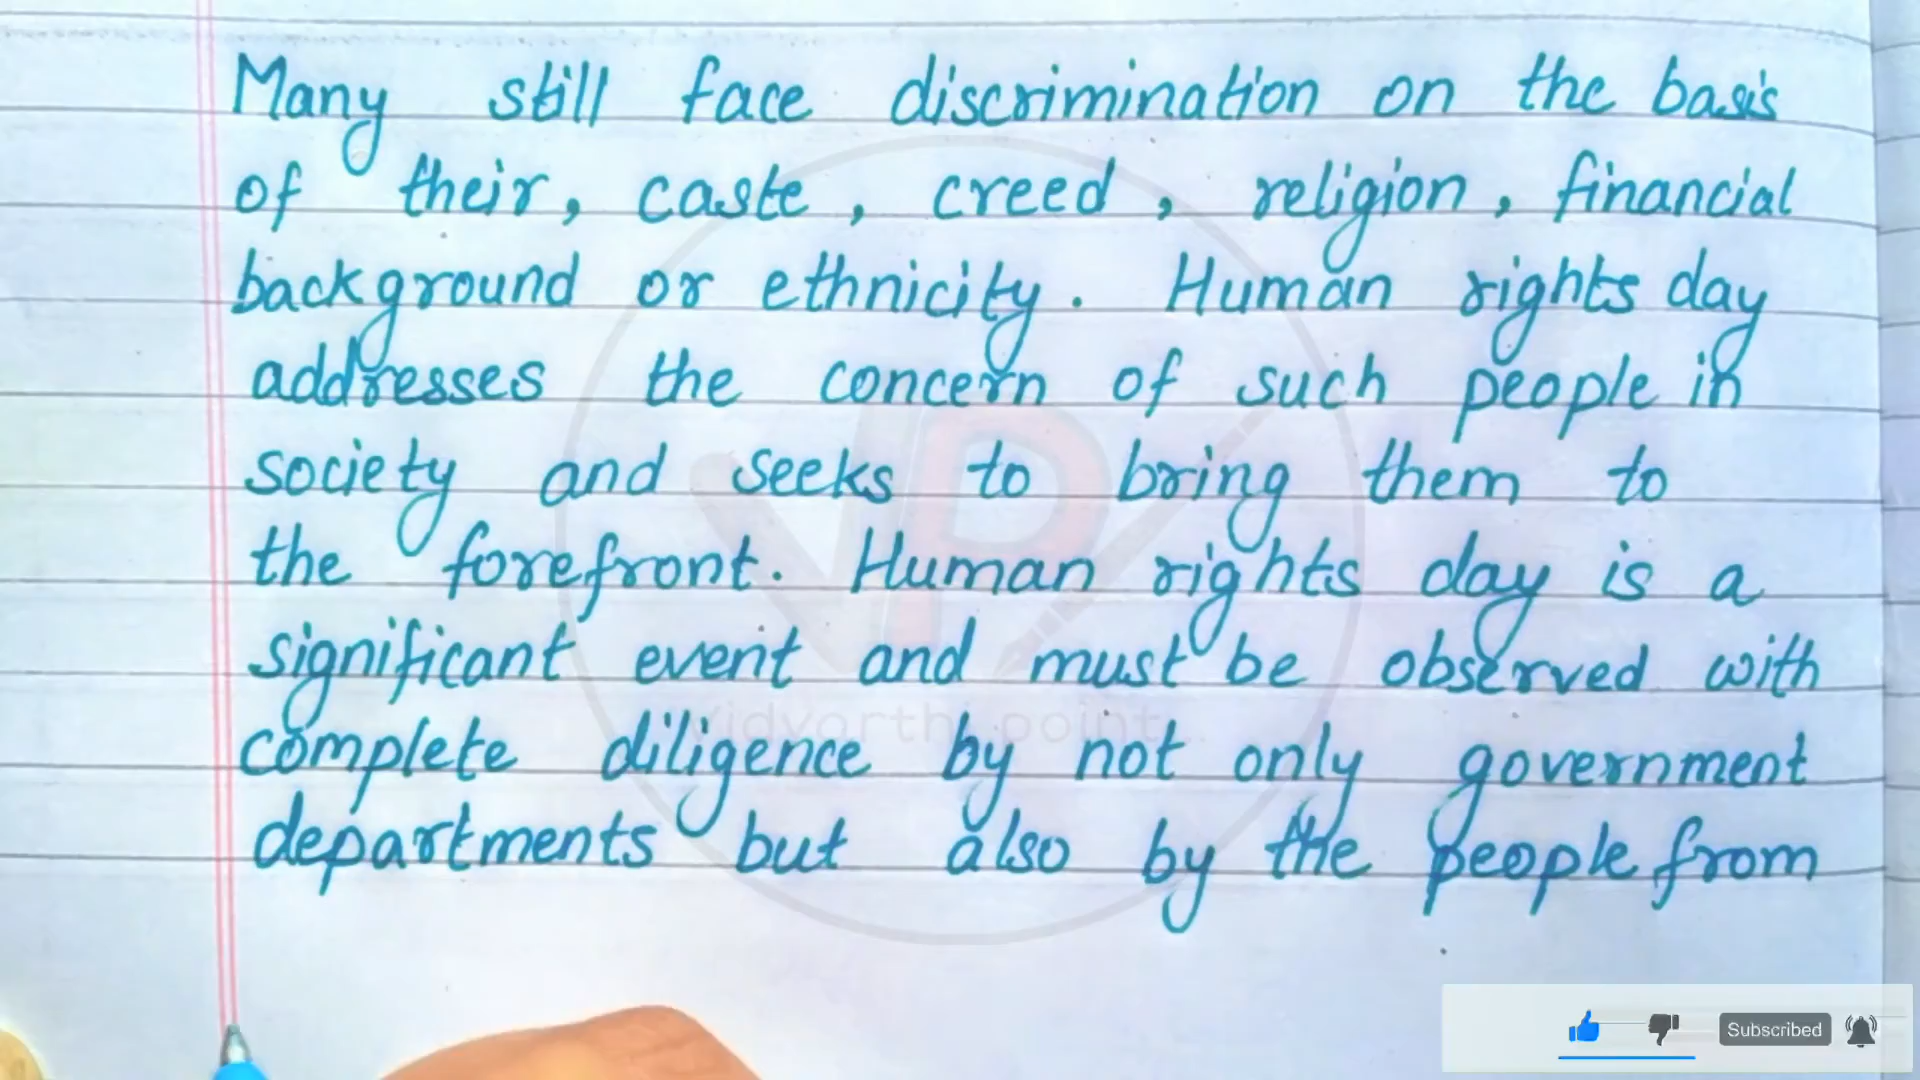 Many still face discrimination on the basis
of their, caste, creed, religion, financial
background or ethnicity. Human rights day
addresses the concern of such people in
society and seeks to bring them to
the forefront. Human rights day is a
significant event and must be observed with
complete diligence by not only government
departments but also by the people from
VP
vidyarthi point
Subscribed